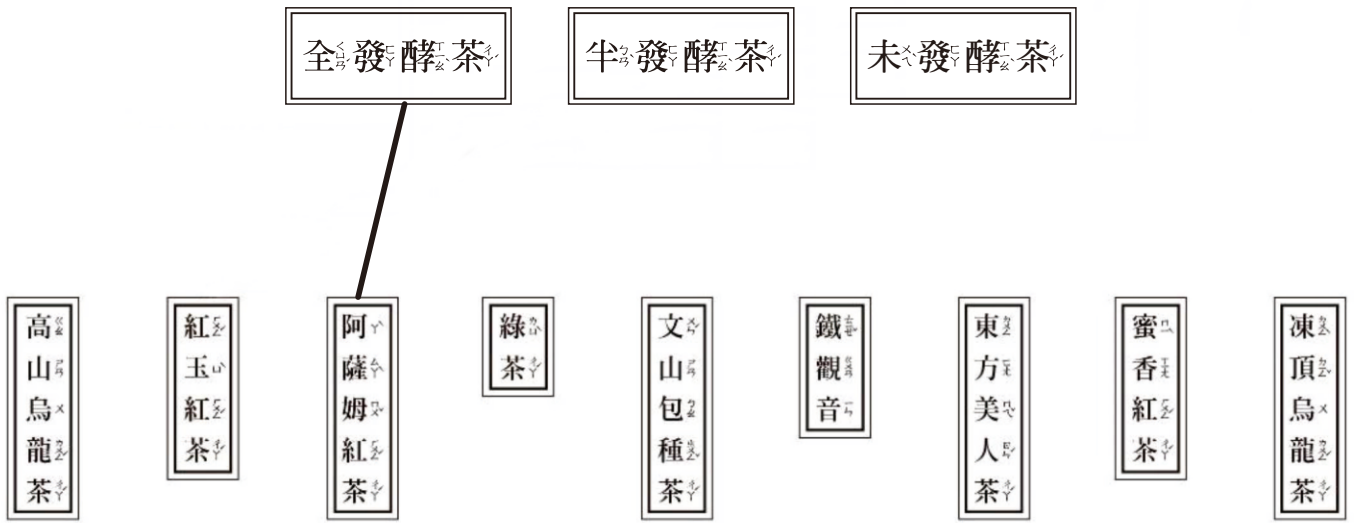 全發酵茶
半發酵茶
未發酵茶
高山烏龍茶
紅玉紅茶
阿薩姆紅茶
綠茶
文山包種茶
鐵觀音
東方美人茶
蜜香紅茶
凍頂烏龍茶